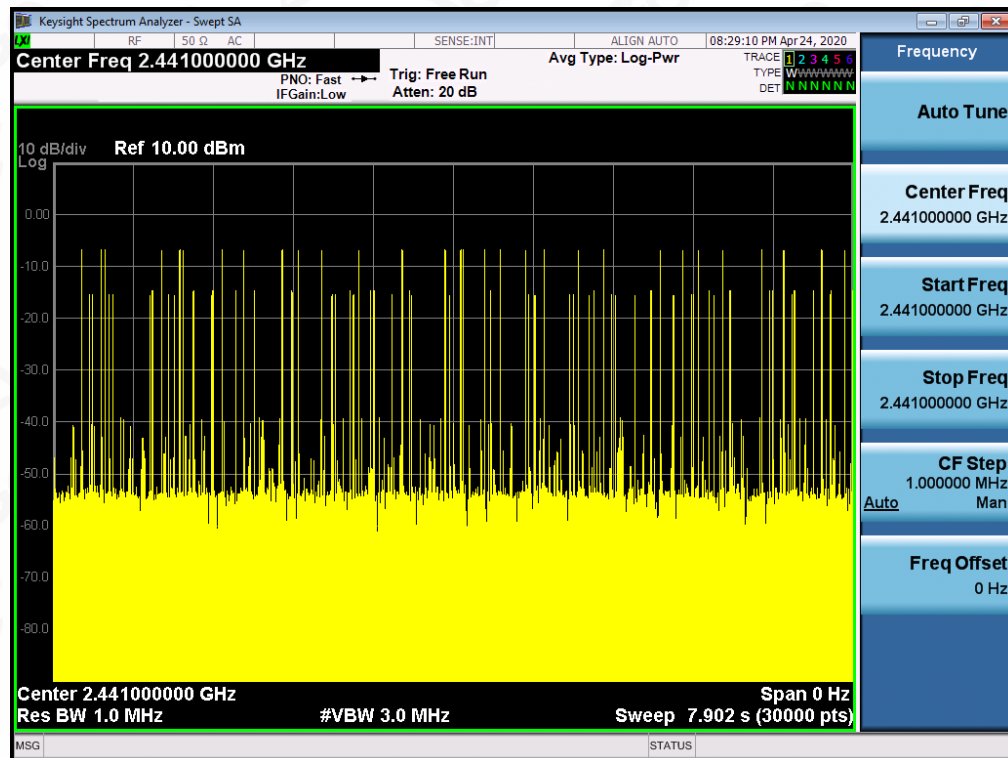 Keysight Spectrum Analyzer - Swept SA
LXI RF 50 Ω AC SENSE:INT ALIGN AUTO 08:29:10 PM Apr 24, 2020
Center Freq 2.441000000 GHz
Avg Type: Log-Pwr
TRACE 1 2 3 4 5 6
TYPE WWWWWW
DET N N N N N N
PNO: Fast
IFGain:Low
Trig: Free Run
Atten: 20 dB
10 dB/div Ref 10.00 dBm
Log
0.00
-10.0
-20.0
-30.0
-40.0
-50.0
-60.0
-70.0
-80.0
Center 2.441000000 GHz Span 0 Hz
Res BW 1.0 MHz #VBW 3.0 MHz Sweep 7.902 s (30000 pts)
MSG STATUS
Frequency
Auto Tune
Center Freq
2.441000000 GHz
Start Freq
2.441000000 GHz
Stop Freq
2.441000000 GHz
CF Step
1.000000 MHz
Auto Man
Freq Offset
0 Hz